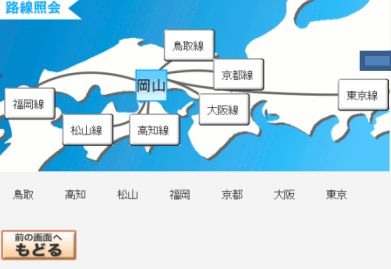 路線照会
鳥取線
京都線
岡山
福岡線
大阪線
東京線
松山線
高知線
鳥取 高知 松山 福岡 京都 大阪 東京
前の画面へ
もどる